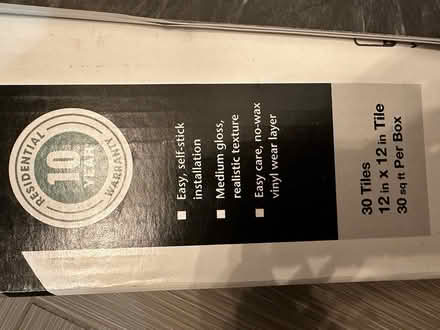 RESIDENTIAL
10
YEAR
WARRANTY
Easy, self-stick
installation
Medium gloss,
realistic texture
Easy care, no-wax
vinyl wear layer
30 Tiles
12 in x 12 in Tile
30 sq ft Per Box